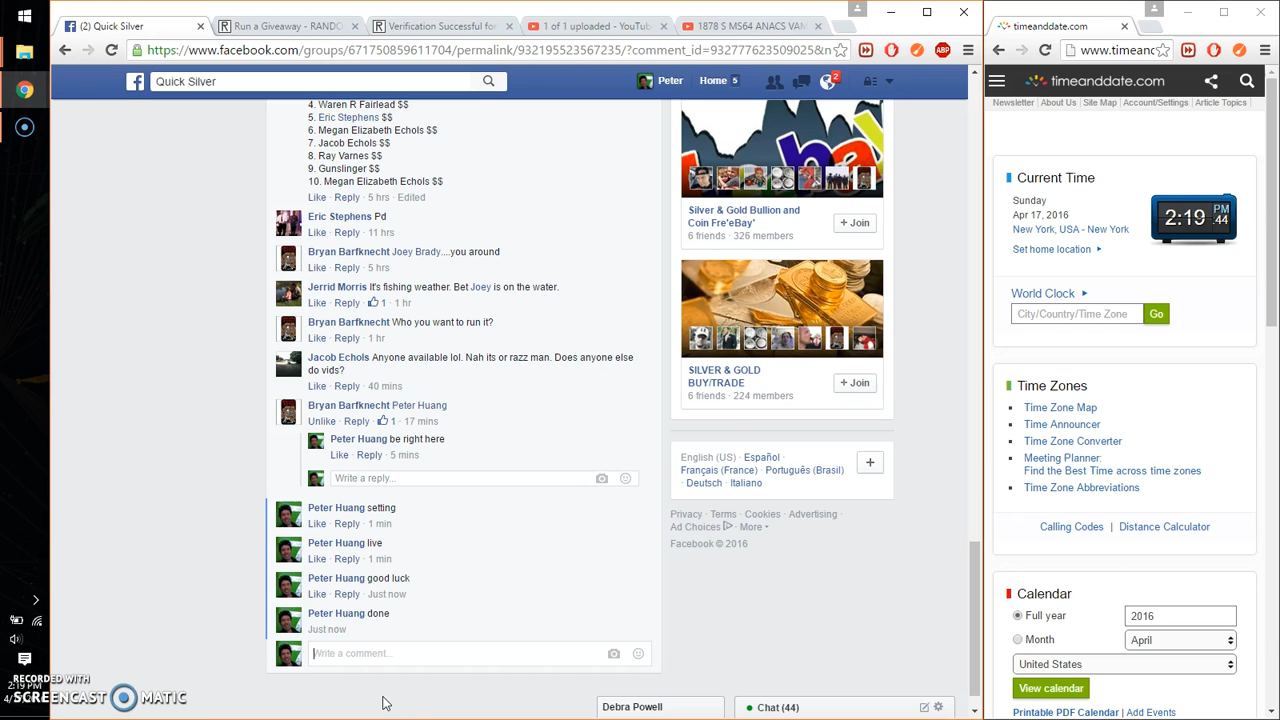 (2) Quick Silver
Run a Giveaway - RANDO
Verification Successful for
1 of 1 uploaded - YouTube
1878 S MS64 ANACS VAM
timeanddate.com
https://www.facebook.com/groups/671750859611704/permalink/932195523567235/?comment_id=932776235090258&n
www.timeand
Quick Silver
Peter
Home 5
2
timeanddate.com
Newsletter
About Us
Site Map
Account/Settings
Article Topics
4. Waren R Fairlead $$
5. Eric Stephens $$
6. Megan Elizabeth Echols $$
7. Jacob Echols $$
8. Ray Varnes $$
9. Gunslinger $$
10. Megan Elizabeth Echols $$
Like · Reply · 5 hrs · Edited
Eric Stephens Pd
Like · Reply · 11 hrs
Bryan Barfknecht Joey Brady....you around
Like · Reply · 5 hrs
Jerrid Morris It's fishing weather. Bet Joey is on the water.
Like · Reply · 1 · 1 hr
Bryan Barfknecht Who you want to run it?
Like · Reply · 1 hr
Jacob Echols Anyone available lol. Nah its or razz man. Does anyone else
do vids?
Like · Reply · 40 mins
Bryan Barfknecht Peter Huang
Unlike · Reply · 1 · 17 mins
Peter Huang be right here
Like · Reply · 5 mins
Write a reply...
Peter Huang setting
Like · Reply · 1 min
Peter Huang live
Like · Reply · 1 min
Peter Huang good luck
Like · Reply · Just now
Peter Huang done
Just now
Write a comment...
Silver & Gold Bullion and
Coin Fre'eBay'
6 friends · 326 members
+ Join
SILVER & GOLD
BUY/TRADE
6 friends · 224 members
+ Join
English (US) · Español ·
Français (France) · Português (Brasil)
· Deutsch · Italiano
+
Privacy · Terms · Cookies · Advertising ·
Ad Choices · More
Facebook © 2016
Debra Powell
Chat (44)
Current Time
Sunday
Apr 17, 2016
New York, USA - New York
Set home location
2:19 PM 44
World Clock
City/Country/Time Zone
Go
Time Zones
Time Zone Map
Time Announcer
Time Zone Converter
Meeting Planner:
Find the Best Time across time zones
Time Zone Abbreviations
Calling Codes | Distance Calculator
Calendar
Full year
2016
Month
April
United States
View calendar
Printable PDF Calendar | Add Events
RECORDED WITH
SCREENCAST MATIC
2:19 PM